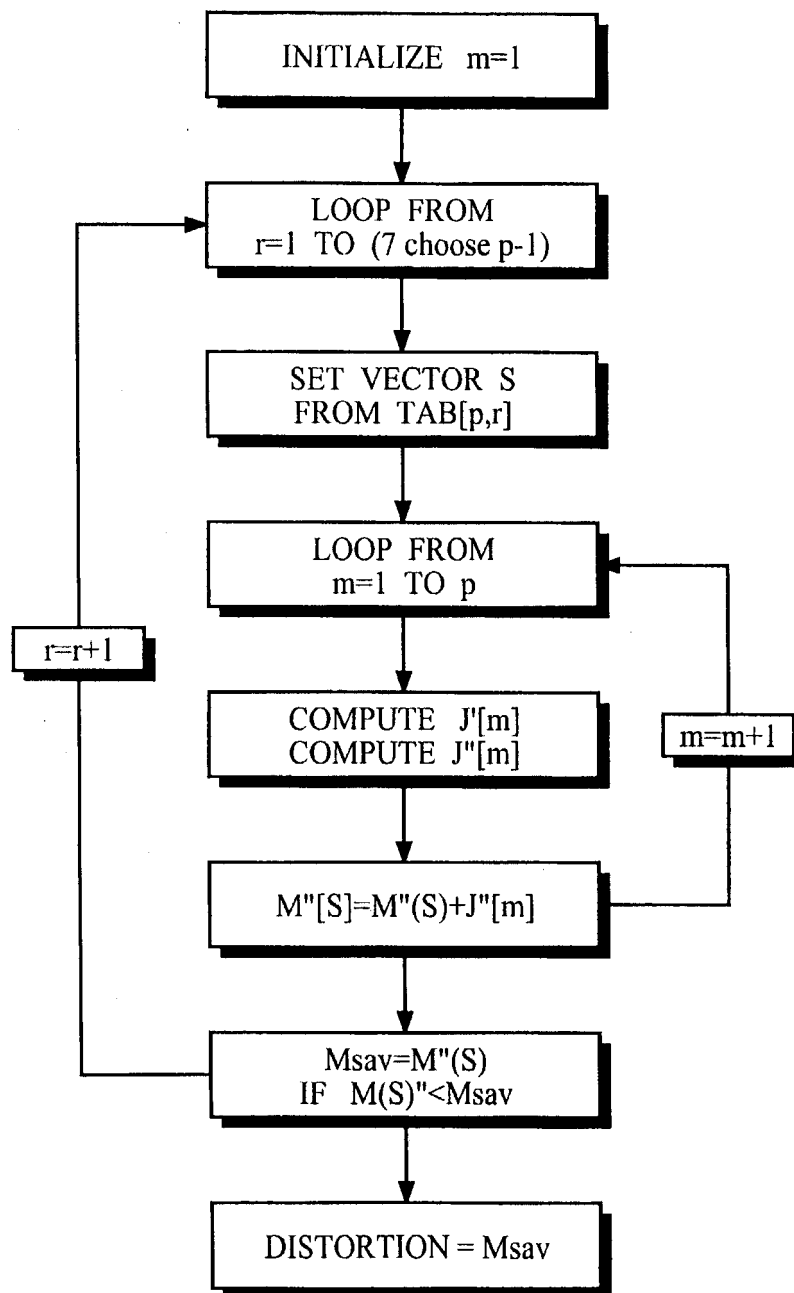 INITIALIZE m=1
LOOP FROM
r=1 TO (7 choose p-1)
SET VECTOR S
FROM TAB[p,r]
LOOP FROM
m=1 TO p
r=r+1
COMPUTE J'[m]
COMPUTE J"[m]
m=m+1
M"[S]=M"(S)+J"[m]
Msav=M"(S)
IF M(S)"<Msav
DISTORTION = Msav